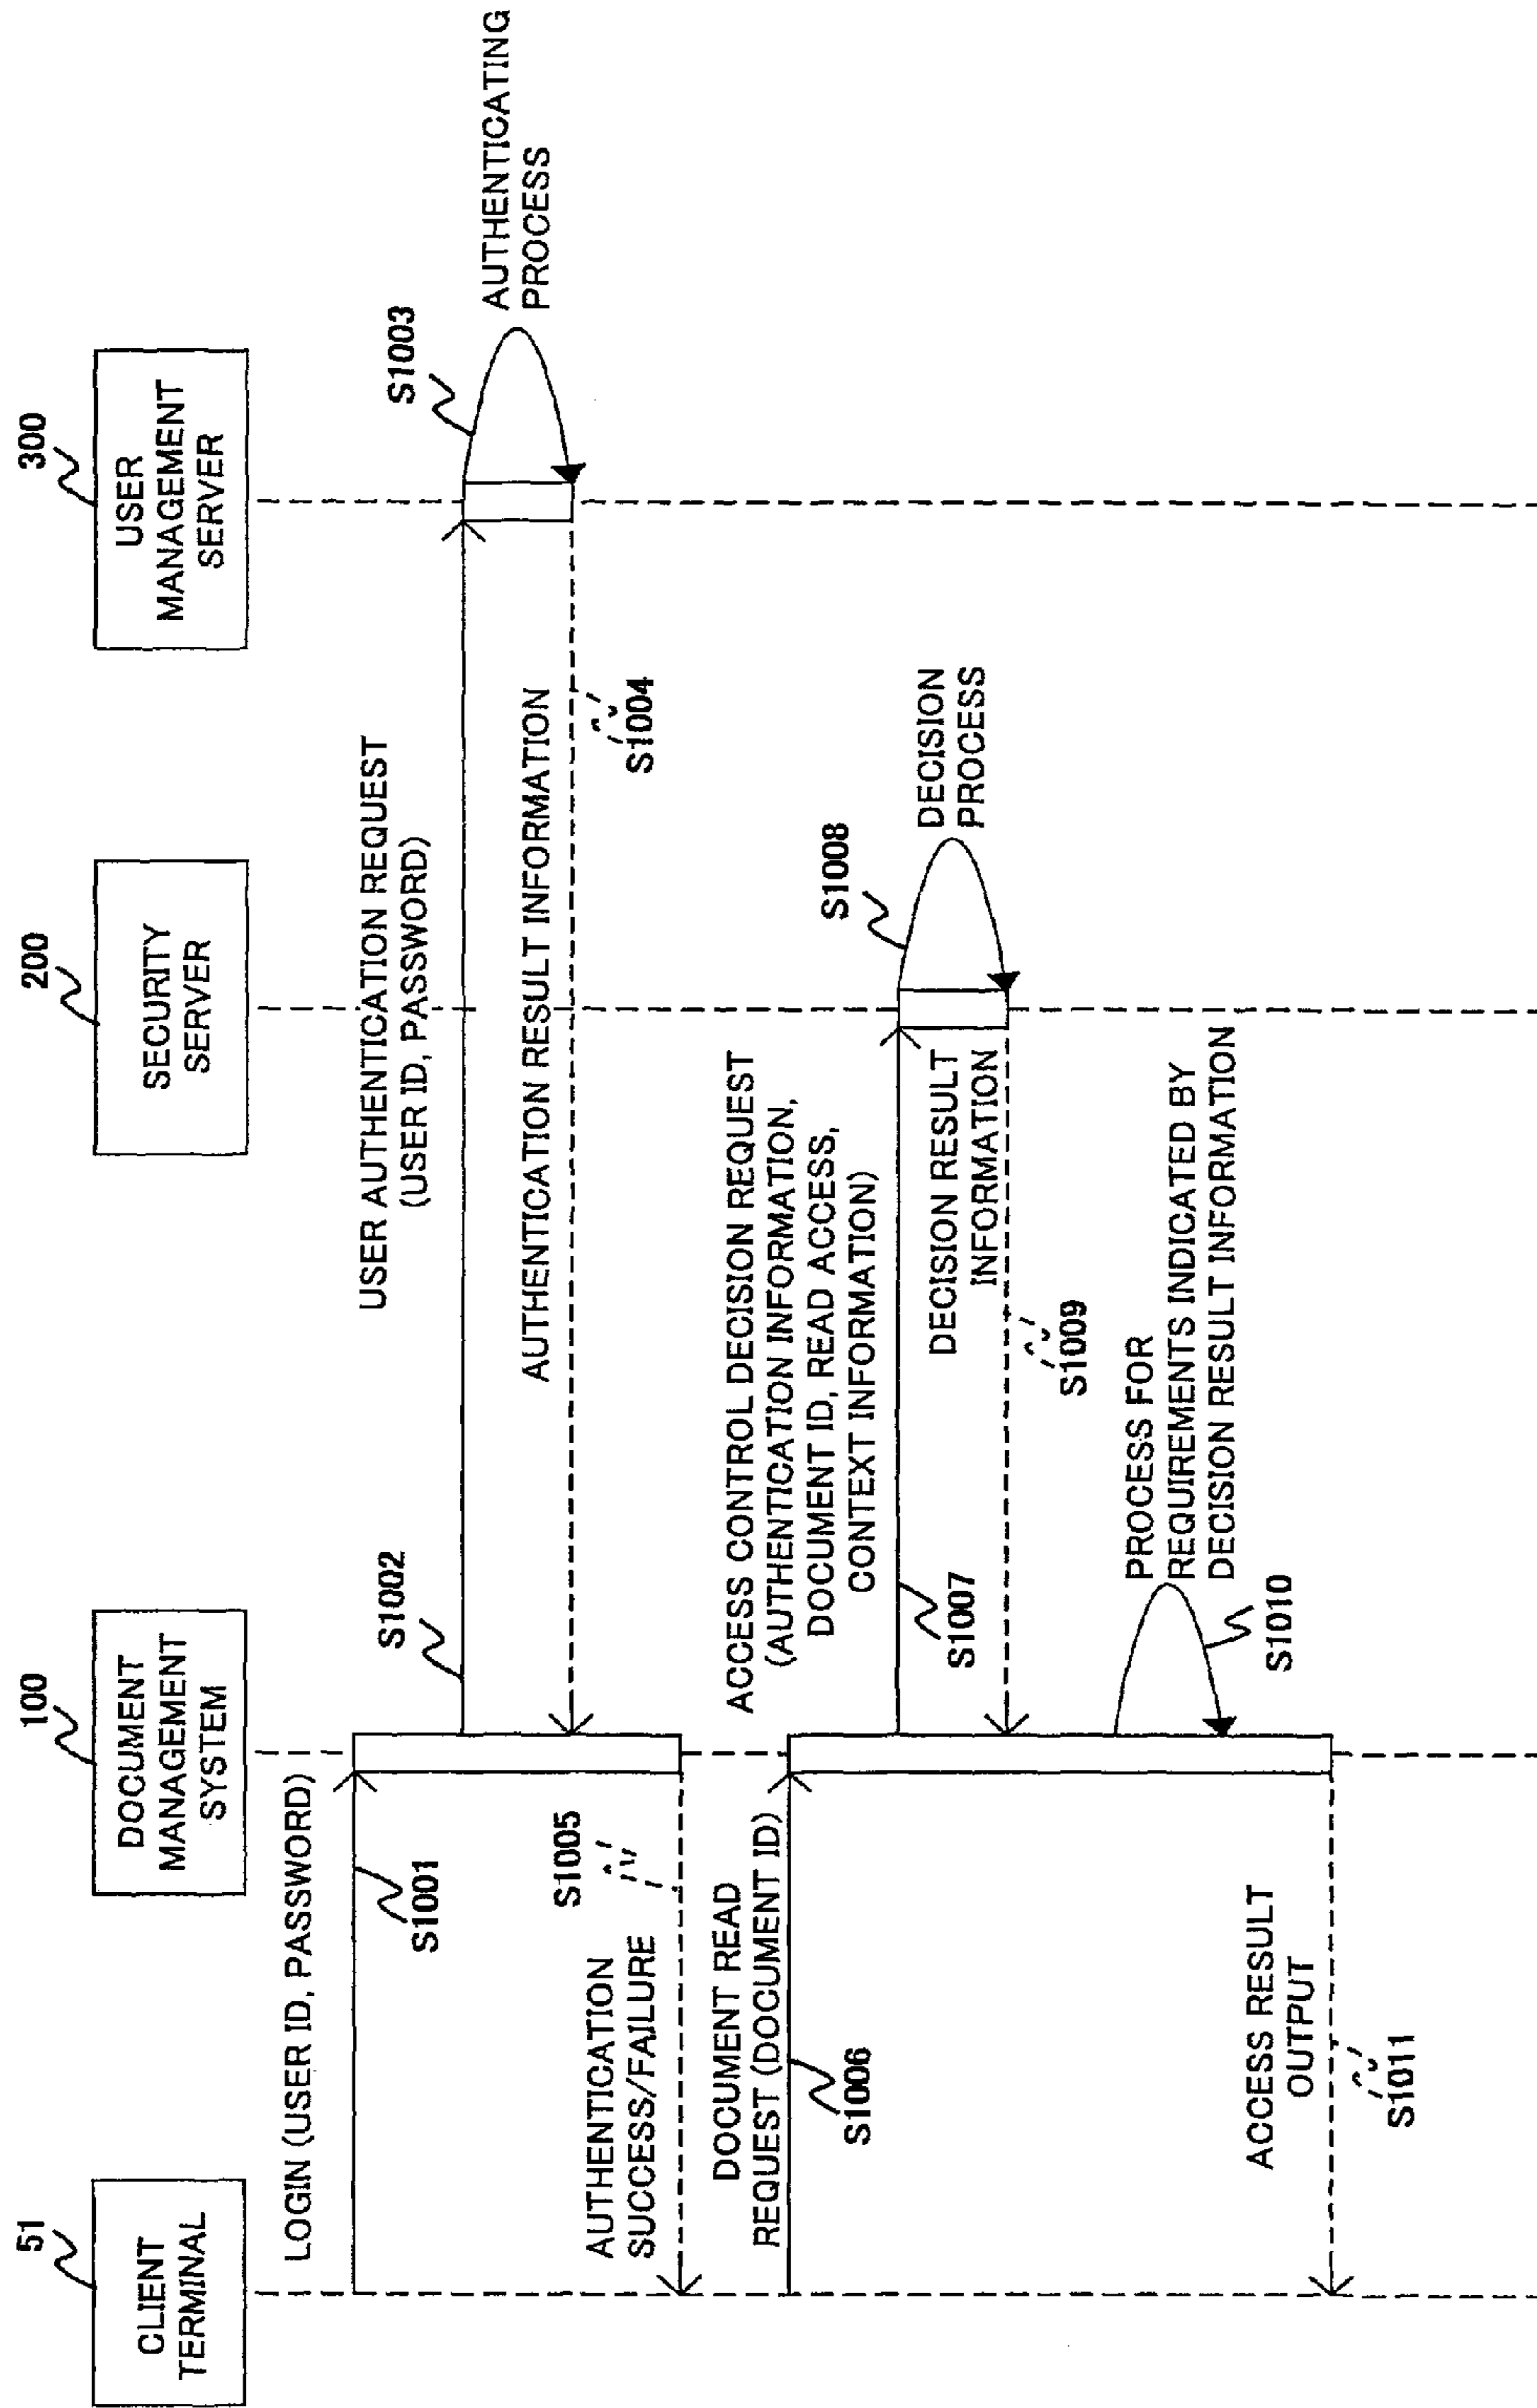 51
CLIENT
TERMINAL
100
DOCUMENT
MANAGEMENT
SYSTEM
200
SECURITY
SERVER
300
USER
MANAGEMENT
SERVER
LOGIN (USER ID, PASSWORD)
S1001
S1002
USER AUTHENTICATION REQUEST
(USER ID, PASSWORD)
S1003
AUTHENTICATING
PROCESS
AUTHENTICATION RESULT INFORMATION
S1004
S1005
AUTHENTICATION
SUCCESS/FAILURE
DOCUMENT READ
REQUEST (DOCUMENT ID)
S1006
ACCESS CONTROL DECISION REQUEST
(AUTHENTICATION INFORMATION,
DOCUMENT ID, READ ACCESS,
CONTEXT INFORMATION)
S1007
S1008
DECISION
PROCESS
DECISION RESULT
INFORMATION
S1009
PROCESS FOR
REQUIREMENTS INDICATED BY
DECISION RESULT INFORMATION
S1010
ACCESS RESULT
OUTPUT
S1011